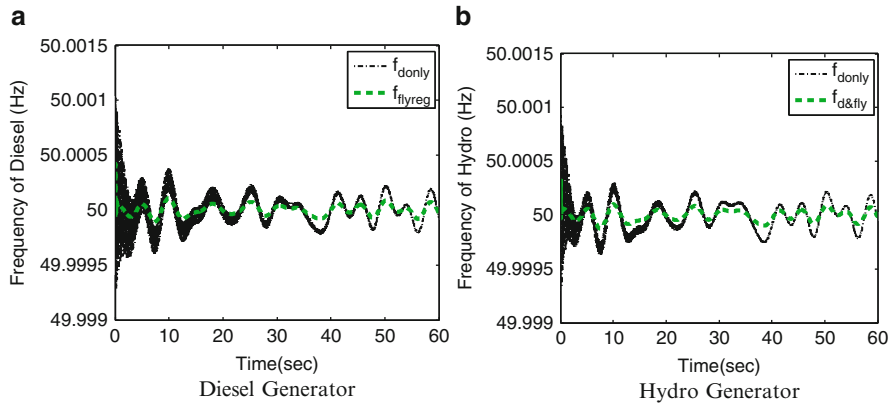 a
50.0015
50.001
50.0005
50
49.9995
49.999
Frequency of Diesel (Hz)
f_donly
f_flyreg
0 10 20 30 40 50 60
Time(sec)
Diesel Generator
b
50.0015
50.001
50.0005
50
49.9995
49.999
Frequency of Hydro (Hz)
f_donly
f_d&fly
0 10 20 30 40 50 60
Time(sec)
Hydro Generator